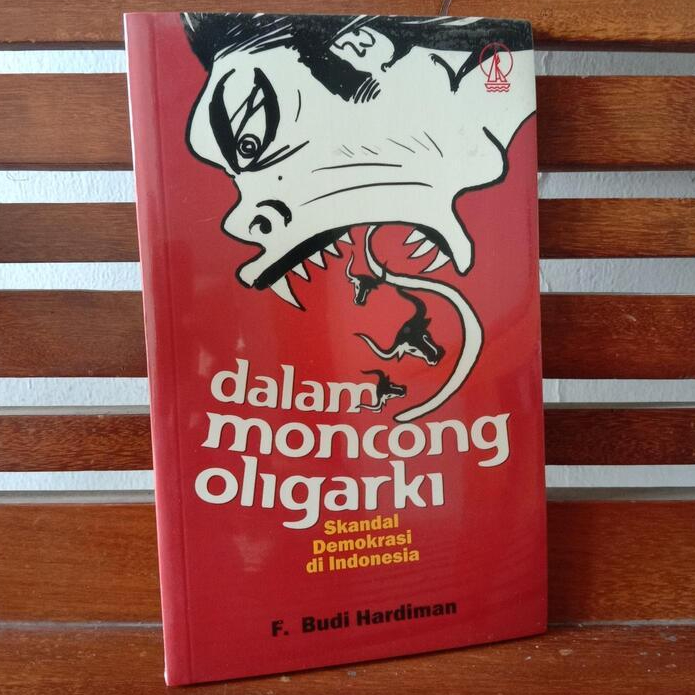 dalam
moncong
oligarki
Skandal
Demokrasi
di Indonesia
F. Budi Hardiman